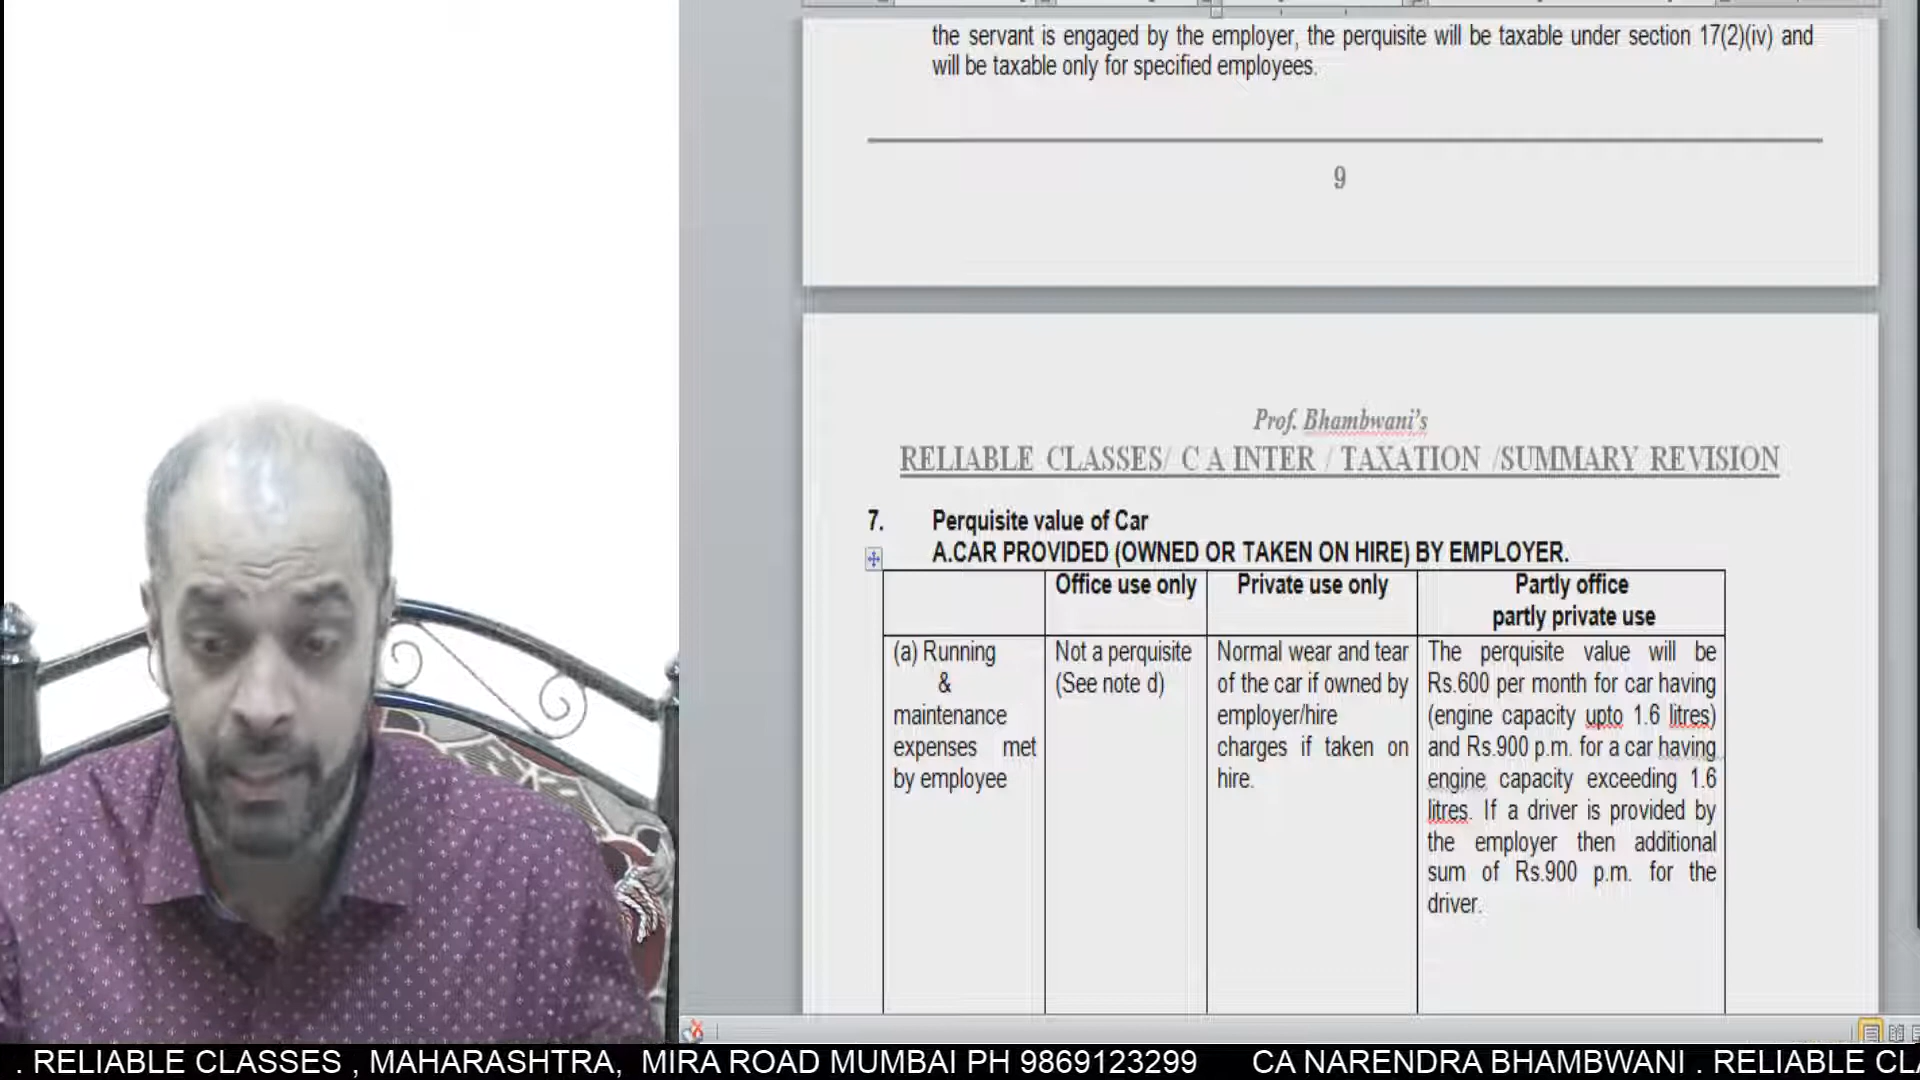 the servant is engaged by the employer, the perquisite will be taxable under section 17(2)(iv) and
will be taxable only for specified employees.
9
Prof. Bhambwani's
RELIABLE CLASSES/ C A INTER / TAXATION /SUMMARY REVISION
7. Perquisite value of Car
A.CAR PROVIDED (OWNED OR TAKEN ON HIRE) BY EMPLOYER.
Office use only
Private use only
Partly office
partly private use
(a) Running
&
maintenance
expenses met
by employee
Not a perquisite
(See note d)
Normal wear and tear
of the car if owned by
employer/hire
charges if taken on
hire.
The perquisite value will be
Rs.600 per month for car having
(engine capacity upto 1.6 litres)
and Rs.900 p.m. for a car having
engine capacity exceeding 1.6
litres. If a driver is provided by
the employer then additional
sum of Rs.900 p.m. for the
driver.
. RELIABLE CLASSES , MAHARASHTRA, MIRA ROAD MUMBAI PH 9869123299 CA NARENDRA BHAMBWANI . RELIABLE CLA